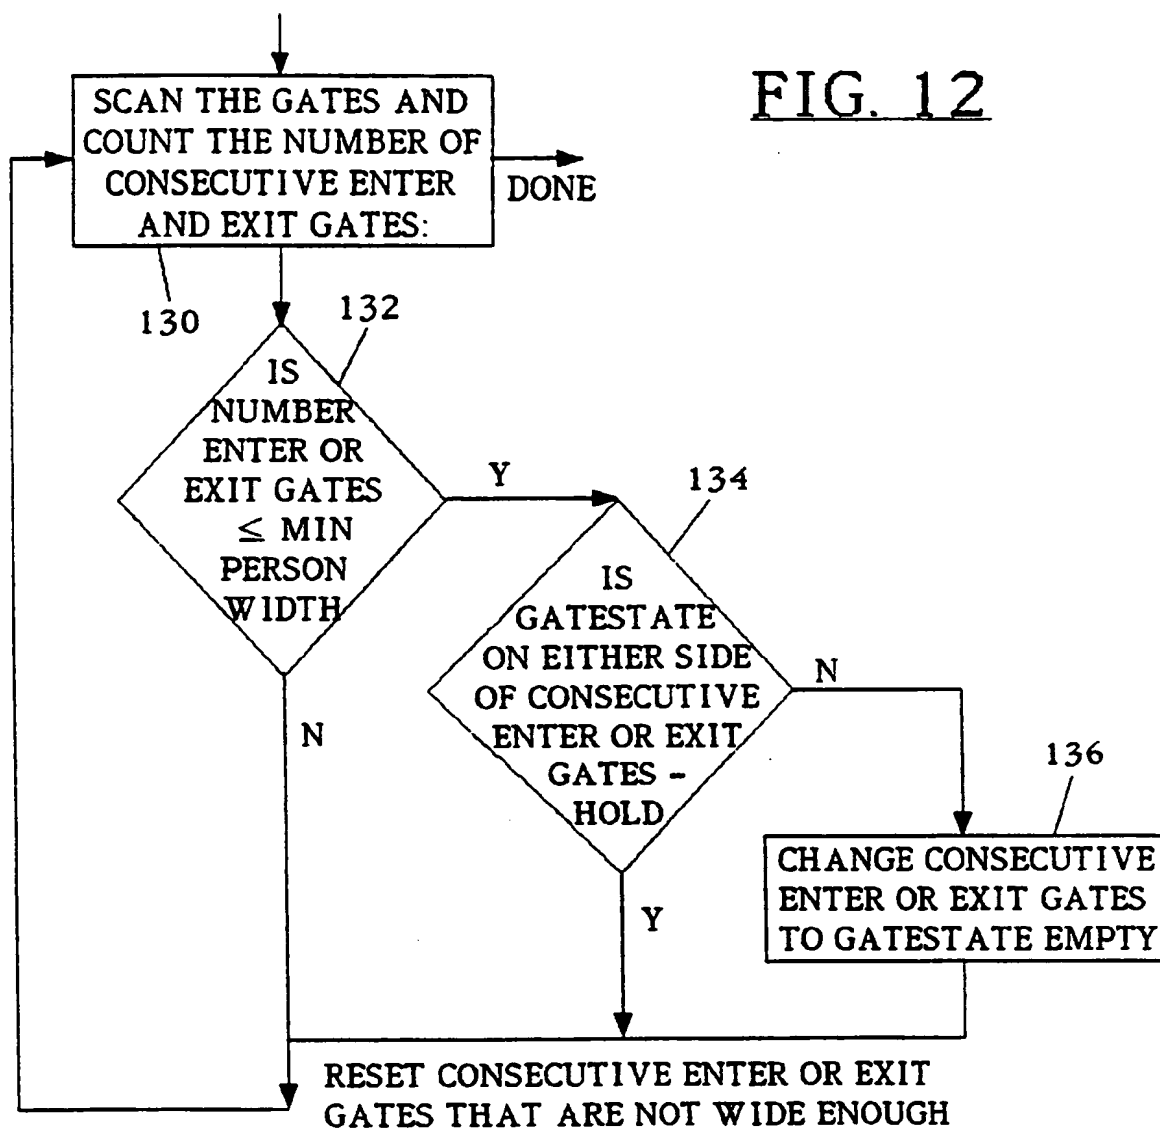 FIG. 12
SCAN THE GATES AND
COUNT THE NUMBER OF
CONSECUTIVE ENTER
AND EXIT GATES:
DONE
130
132
IS
NUMBER
ENTER OR
EXIT GATES
≤ MIN
PERSON
WIDTH
Y
N
134
IS
GATESTATE
ON EITHER SIDE
OF CONSECUTIVE
ENTER OR EXIT
GATES -
HOLD
N
Y
136
CHANGE CONSECUTIVE
ENTER OR EXIT GATES
TO GATESTATE EMPTY
RESET CONSECUTIVE ENTER OR EXIT
GATES THAT ARE NOT WIDE ENOUGH